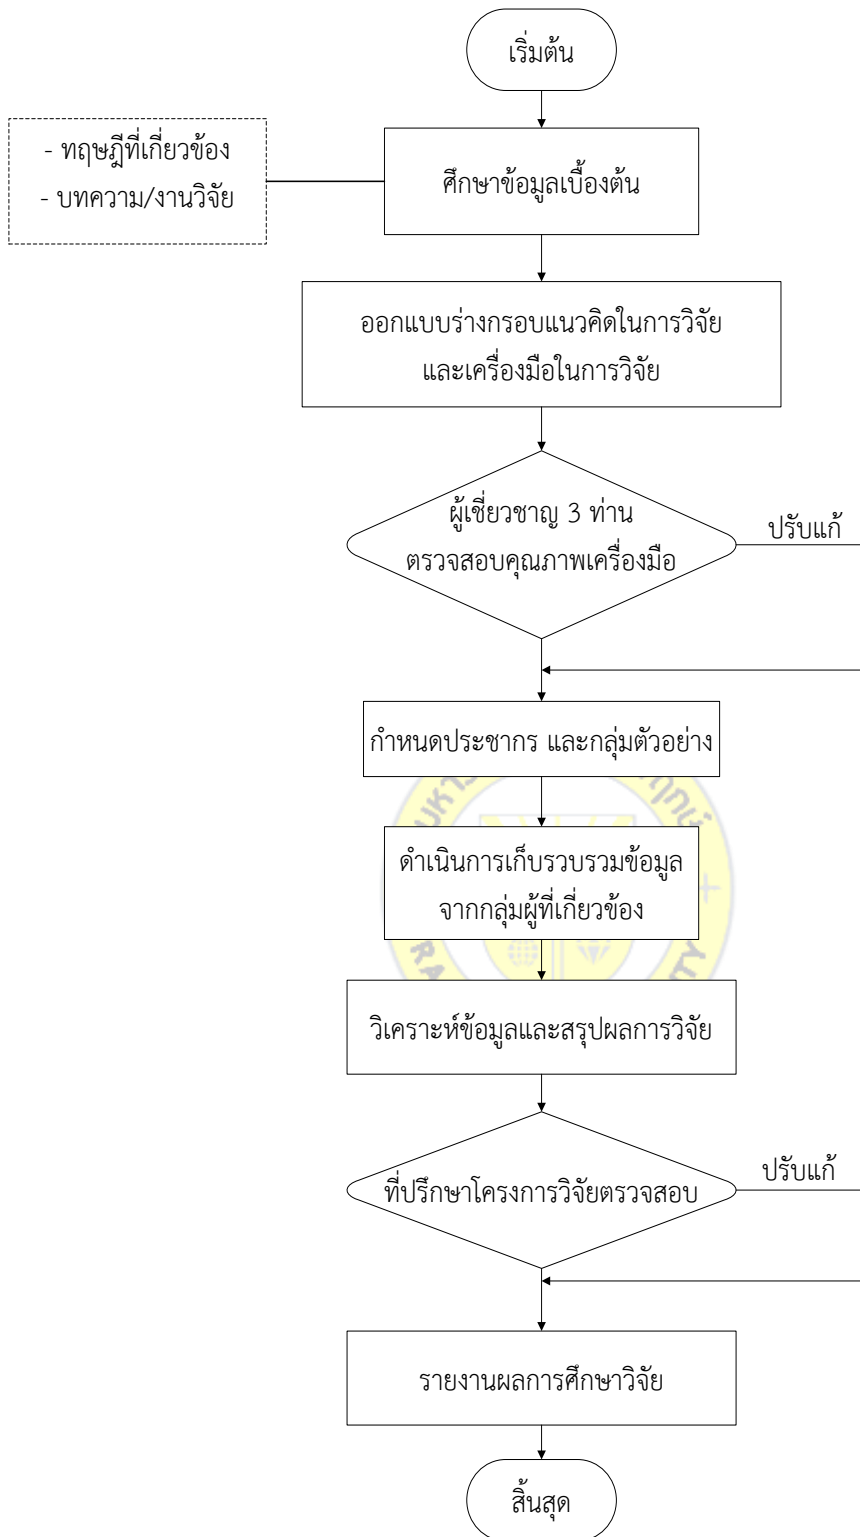 เริ่มต้น
- ทฤษฎีที่เกี่ยวข้อง
- บทความ/งานวิจัย
ศึกษาข้อมูลเบื้องต้น
ออกแบบร่างกรอบแนวคิดในการวิจัย
และเครื่องมือในการวิจัย
ผู้เชี่ยวชาญ 3 ท่าน
ตรวจสอบคุณภาพเครื่องมือ
ปรับแก้
กำหนดประชากร และกลุ่มตัวอย่าง
ดำเนินการเก็บรวบรวมข้อมูล
จากกลุ่มผู้ที่เกี่ยวข้อง
วิเคราะห์ข้อมูลและสรุปผลการวิจัย
ที่ปรึกษาโครงการวิจัยตรวจสอบ
ปรับแก้
รายงานผลการศึกษาวิจัย
สิ้นสุด